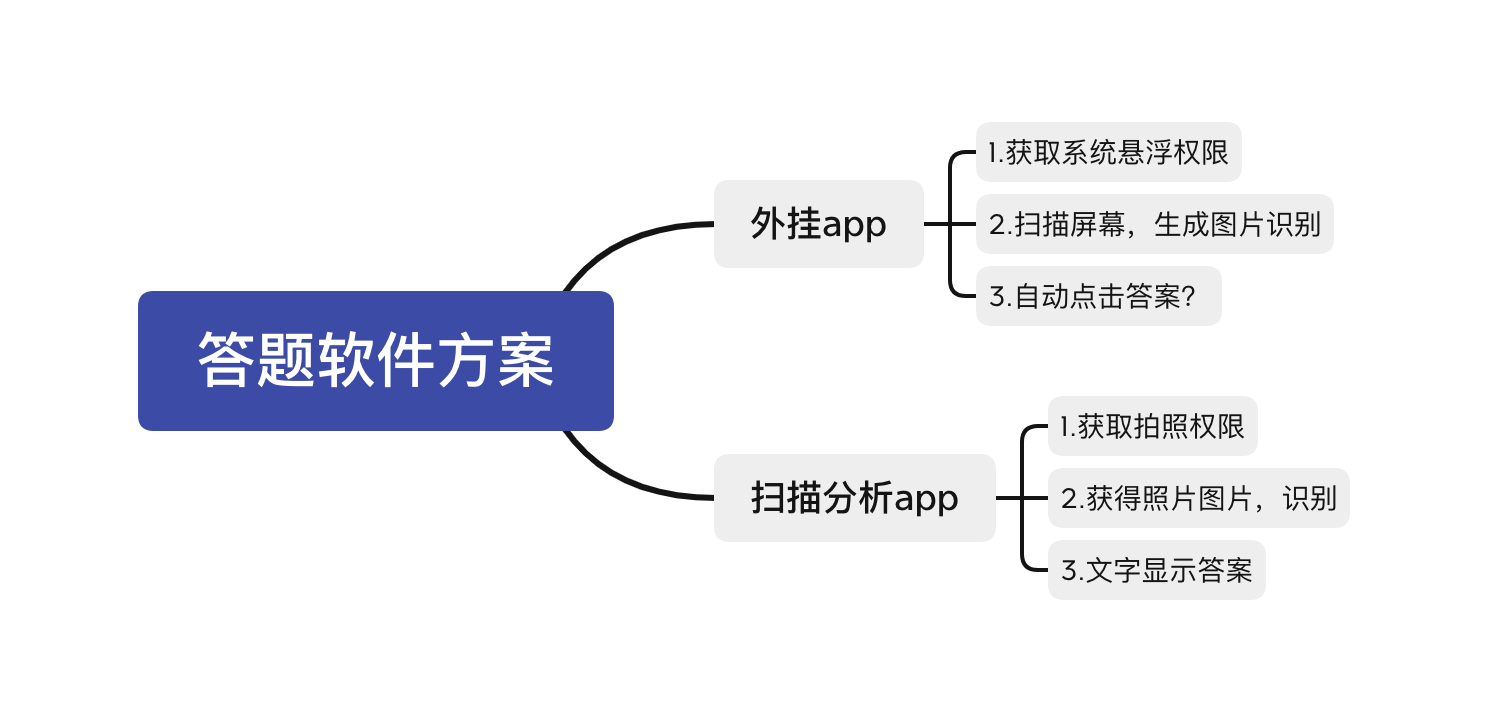 答题软件方案
外挂app
1.获取系统悬浮权限
2.扫描屏幕，生成图片识别
3.自动点击答案?
扫描分析app
1.获取拍照权限
2.获得照片图片，识别
3.文字显示答案